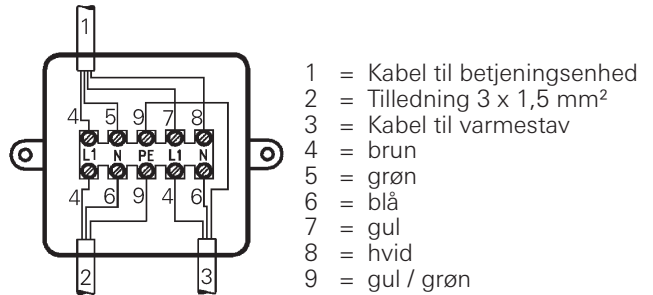 1
4 5 9 7 8
L1 N PE L1 N
4 6 9 4 6
2 3
1 = Kabel til betjeningsenhed
2 = Tilledning 3 x 1,5 mm²
3 = Kabel til varmestav
4 = brun
5 = grøn
6 = blå
7 = gul
8 = hvid
9 = gul / grøn